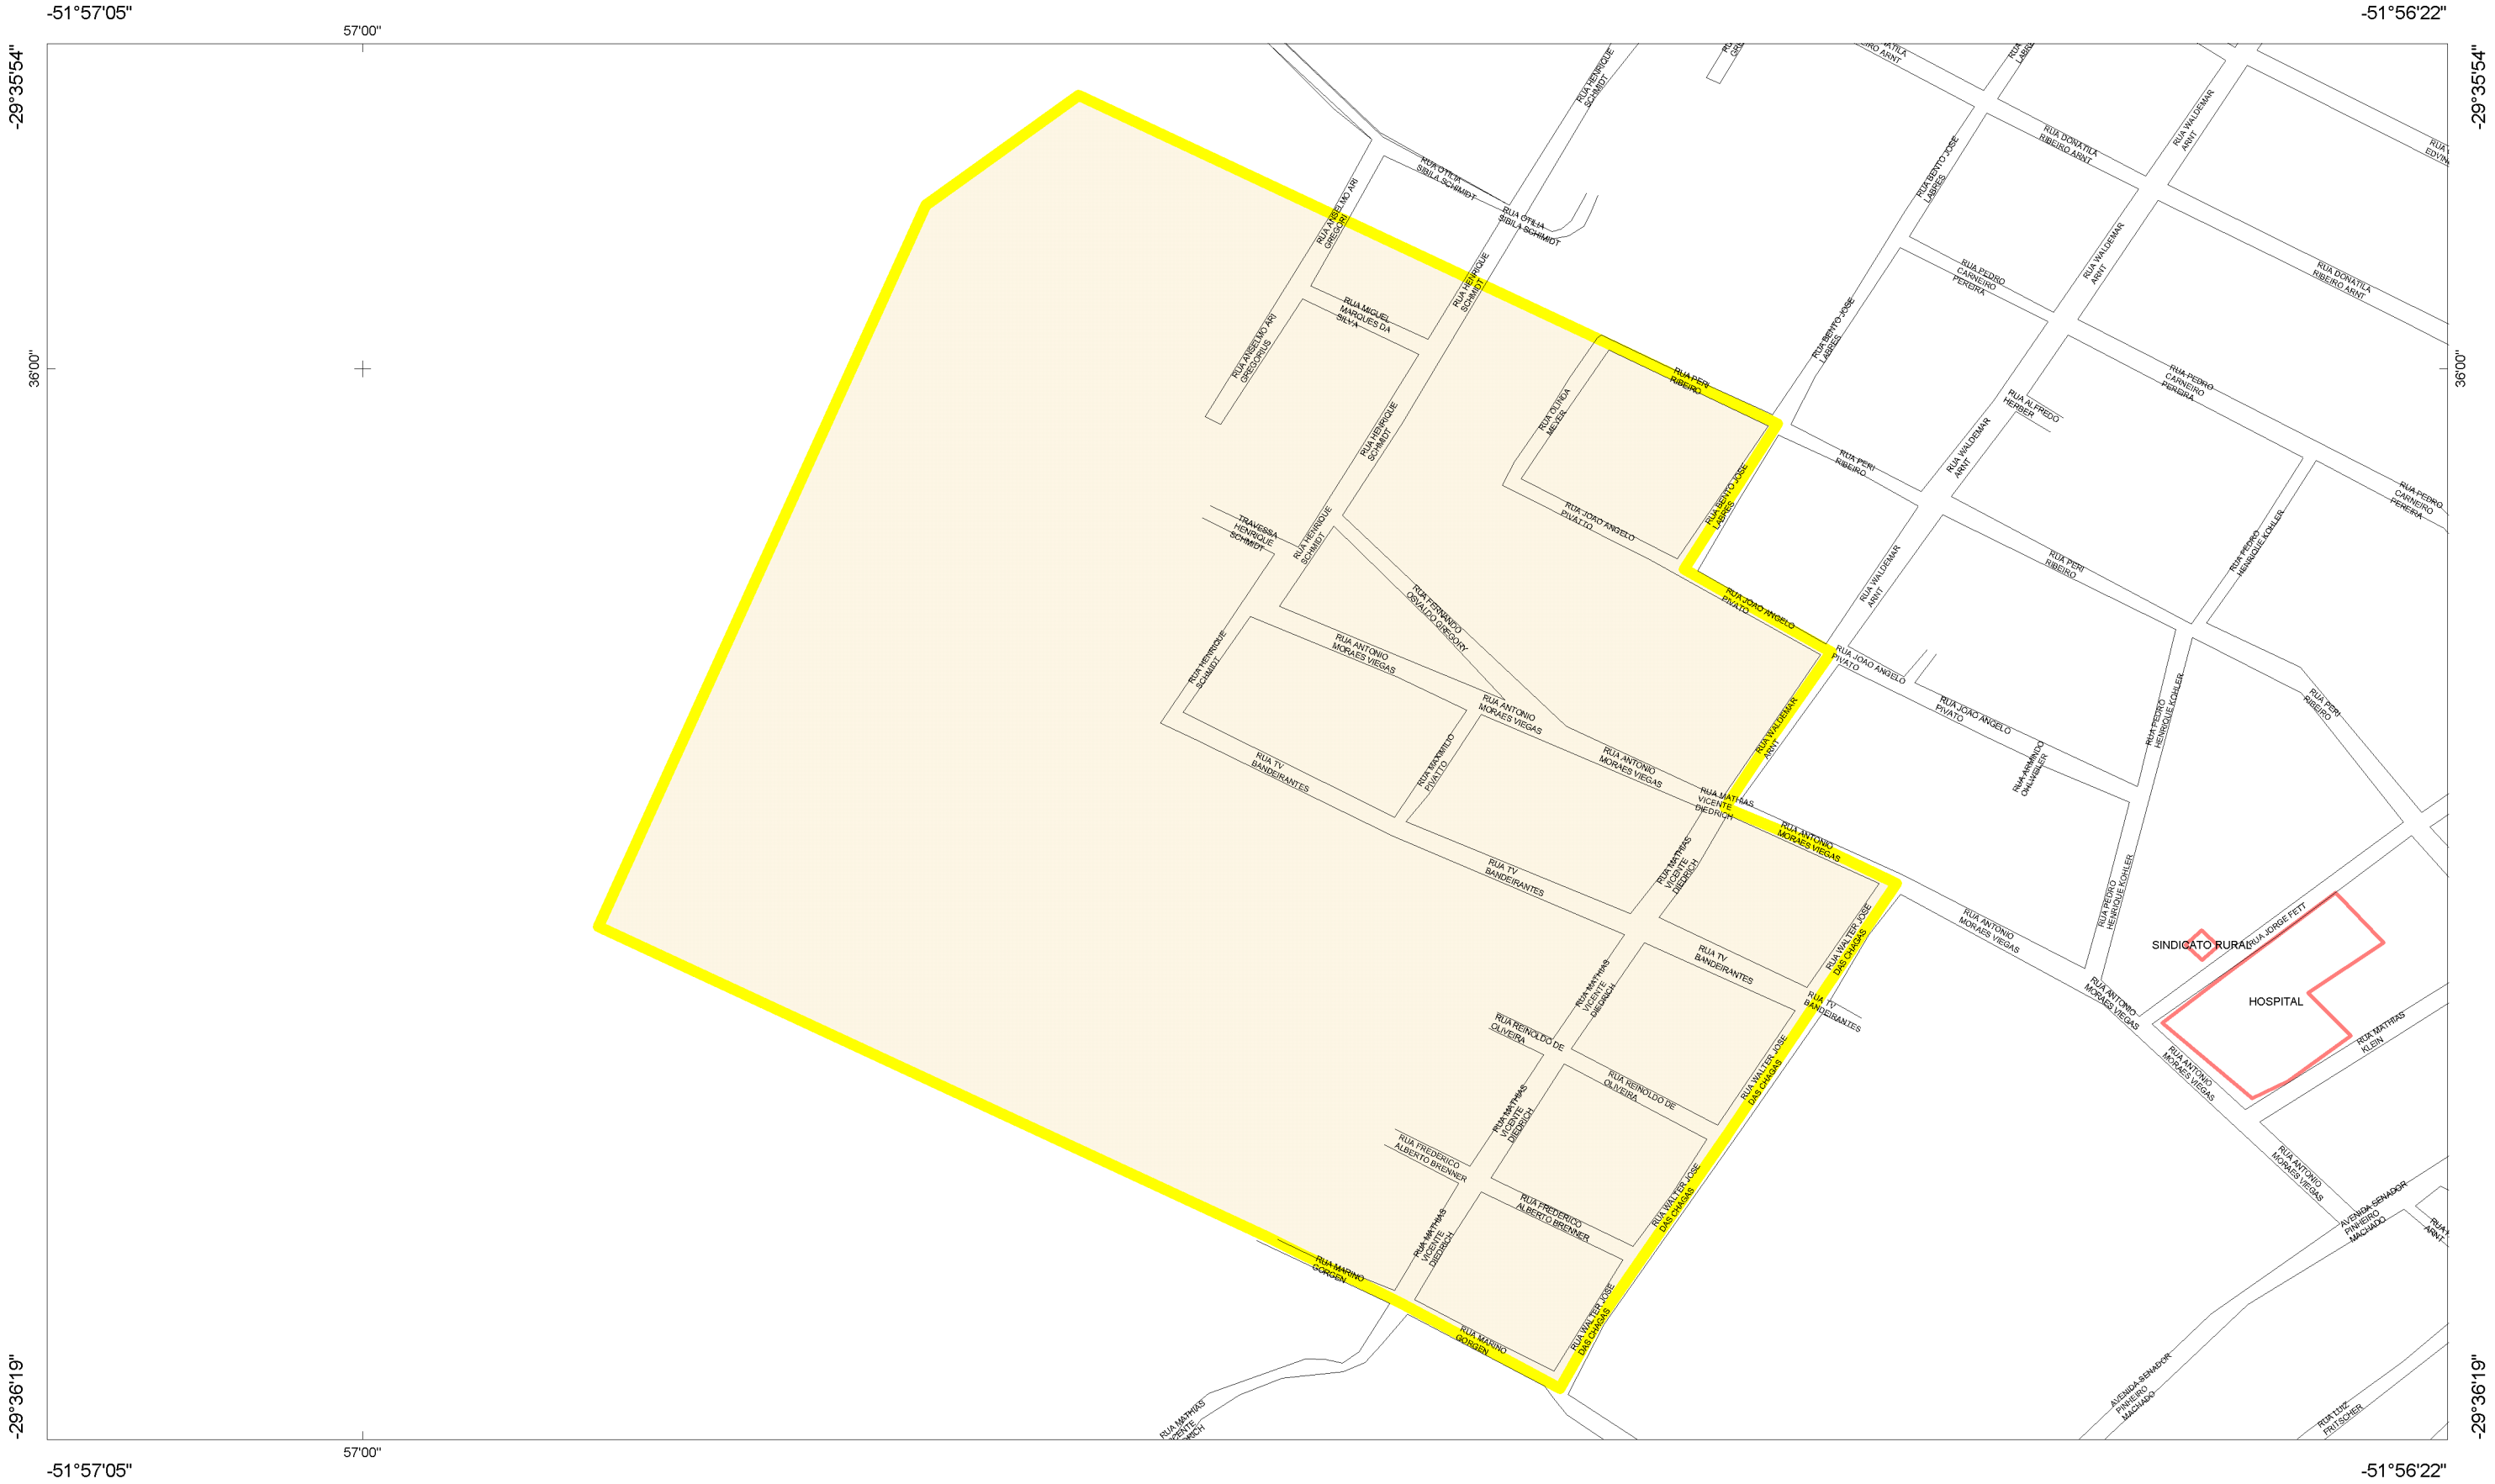 -51°57'05"
-51°56'22"
57'00"
-29°35'54"
-29°35'54"
RUA HENRIQUE
SCHMIDT
RIBEIRO ARNT
RUA WALDEMAR
ARNT
RUA DONATILA
RIBEIRO ARNT
RUA BENTO JOSE
LABRES
RUA OTILIA
SIBILA SCHIMIDT
RUA ANSELMO ARI
GREGORI
RUA OTILIA
SIBILA SCHIMIDT
RUA WALDEMAR
ARNT
RUA PEDRO
CARNEIRO
PEREIRA
RUA DONATILA
RIBEIRO ARNT
RUA HENRIQUE
SCHMIDT
RUA MIGUEL
MARQUES DA
SILVA
RUA ANSELMO ARI
GREGORIUS
RUA BENTO JOSE
LABRES
36'00"
36'00"
RUA PERI
RIBEIRO
RUA PEDRO
CARNEIRO
PEREIRA
RUA OLINDA
MEYER
RUA ALFREDO
HERBER
RUA HENRIQUE
SCHMIDT
RUA WALDEMAR
ARNT
RUA PERI
RIBEIRO
RUA BENTO JOSE
LABRES
RUA PEDRO
CARNEIRO
PEREIRA
RUA JOAO ANGELO
PIVATTO
TRAVESSA
HENRIQUE
SCHMIDT
RUA HENRIQUE
SCHMIDT
RUA PEDRO
HENRIQUE KOHLER
RUA WALDEMAR
ARNT
RUA PERI
RIBEIRO
RUA FERNANDO
OSVALDO GREGORY
RUA JOAO ANGELO
PIVATO
RUA ANTONIO
MORAES VIEGAS
RUA HENRIQUE
SCHMIDT
RUA JOAO ANGELO
PIVATO
RUA JOAO ANGELO
PIVATO
RUA PEDRO
HENRIQUE KOHLER
RUA PERI
RIBEIRO
RUA ANTONIO
MORAES VIEGAS
RUA WALDEMAR
ARNT
RUA ANTONIO
MORAES VIEGAS
RUA TV
BANDEIRANTES
RUA MAXIMILIO
PIVATTO
RUA ARMINDO
OHLWEILER
RUA MATHIAS
VICENTE
DIEDRICH
RUA ANTONIO
MORAES VIEGAS
RUA TV
BANDEIRANTES
RUA MATHIAS
VICENTE
DIEDRICH
RUA PEDRO
HENRIQUE KOHLER
RUA WALTER JOSE
DAS CHAGAS
RUA ANTONIO
MORAES VIEGAS
RUA JORGE FETT
SINDICATO RURAL
RUA TV
BANDEIRANTES
RUA MATHIAS
VICENTE
DIEDRICH
HOSPITAL
RUA TV
BANDEIRANTES
RUA ANTONIO
MORAES VIEGAS
RUA REINOLDO DE
OLIVEIRA
RUA MATHIAS
KLEIN
RUA WALTER JOSE
DAS CHAGAS
RUA REINOLDO DE
OLIVEIRA
RUA ANTONIO
MORAES VIEGAS
RUA MATHIAS
VICENTE
DIEDRICH
RUA FREDERICO
ALBERTO BRENNER
RUA WALTER JOSE
DAS CHAGAS
RUA FREDERICO
ALBERTO BRENNER
RUA ANTONIO
MORAES VIEGAS
AVENIDA SENADOR
PINHEIRO
MACHADO
ARNT
RUA MATHIAS
VICENTE
DIEDRICH
RUA MARINO
GORGEN
RUA WALTER JOSE
DAS CHAGAS
RUA MARINO
GORGEN
AVENIDA SENADOR
PINHEIRO
MACHADO
RUA LUIZ
FRITSCHER
RUA MATHIAS
-29°36'19"
-29°36'19"
57'00"
-51°57'05"
-51°56'22"